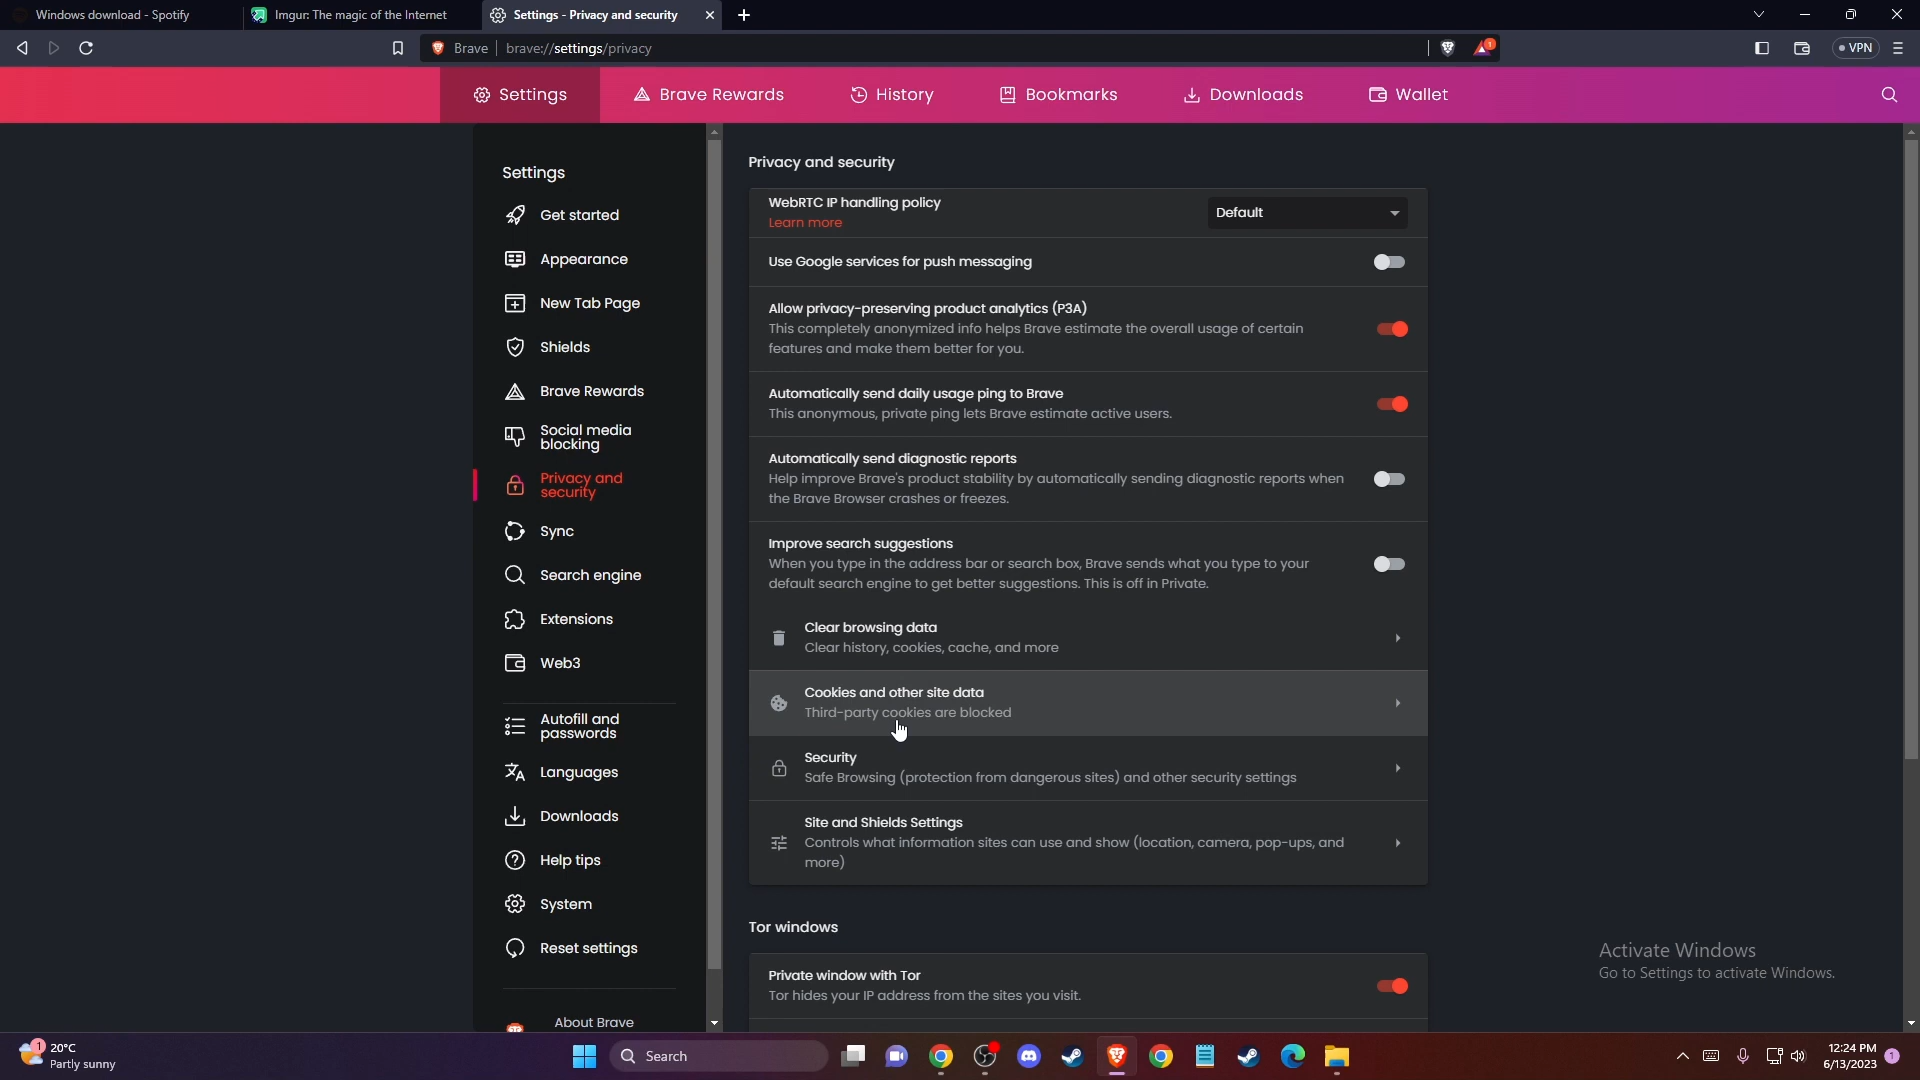 Windows download - Spotify
Imgur: The magic of the Internet
Settings - Privacy and security
Brave
brave://settings/privacy
1
VPN
Settings
Brave Rewards
History
Bookmarks
Downloads
Wallet
Settings
Get started
Appearance
New Tab Page
Shields
Brave Rewards
Social media
blocking
Privacy and
security
Sync
Search engine
Extensions
Web3
Autofill and
passwords
Languages
Downloads
Help tips
System
Reset settings
About Brave
Privacy and security
WebRTC IP handling policy
Learn more
Default
Use Google services for push messaging
Allow privacy-preserving product analytics (P3A)
This completely anonymized info helps Brave estimate the overall usage of certain
features and make them better for you.
Automatically send daily usage ping to Brave
This anonymous, private ping lets Brave estimate active users.
Automatically send diagnostic reports
Help improve Brave's product stability by automatically sending diagnostic reports when
the Brave Browser crashes or freezes.
Improve search suggestions
When you type in the address bar or search box, Brave sends what you type to your
default search engine to get better suggestions. This is off in Private.
Clear browsing data
Clear history, cookies, cache, and more
Cookies and other site data
Third-party cookies are blocked
Security
Safe Browsing (protection from dangerous sites) and other security settings
Site and Shields Settings
Controls what information sites can use and show (location, camera, pop-ups, and
more)
Tor windows
Private window with Tor
Tor hides your IP address from the sites you visit.
Activate Windows
Go to Settings to activate Windows.
1
20°C
Partly sunny
Search
12:24 PM
6/13/2023
1